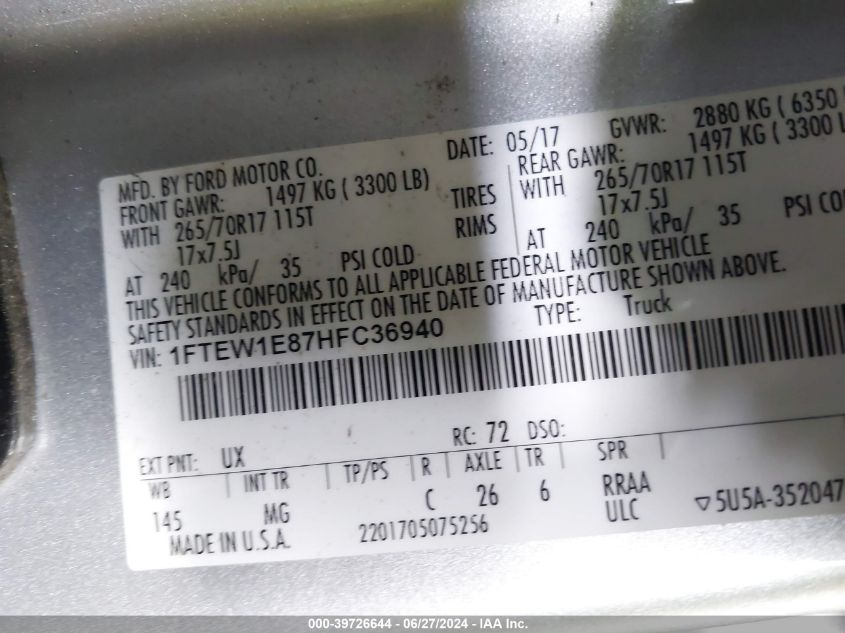 MFD. BY FORD MOTOR CO.
DATE: 05/17
GVWR: 2880 KG ( 6350
FRONT GAWR: 1497 KG ( 3300 LB)
REAR GAWR: 1497 KG ( 3300 L
WITH 265/70R17 115T TIRES
WITH 265/70R17 115T
17x7.5J RIMS
17x7.5J
AT 240 kPa/ 35 PSI COLD
AT 240 kPa/ 35 PSI CO
THIS VEHICLE CONFORMS TO ALL APPLICABLE FEDERAL MOTOR VEHICLE
SAFETY STANDARDS IN EFFECT ON THE DATE OF MANUFACTURE SHOWN ABOVE.
VIN: 1FTEW1E87HFC36940
TYPE: Truck
EXT PNT: UX
RC: 72 DSO:
WB INT TR TP/PS R AXLE TR SPR
145 MG C 26 6 RRAA
ULC
MADE IN U.S.A.
2201705075256
▽5U5A-352047
000-39726644 - 06/27/2024 - IAA Inc.